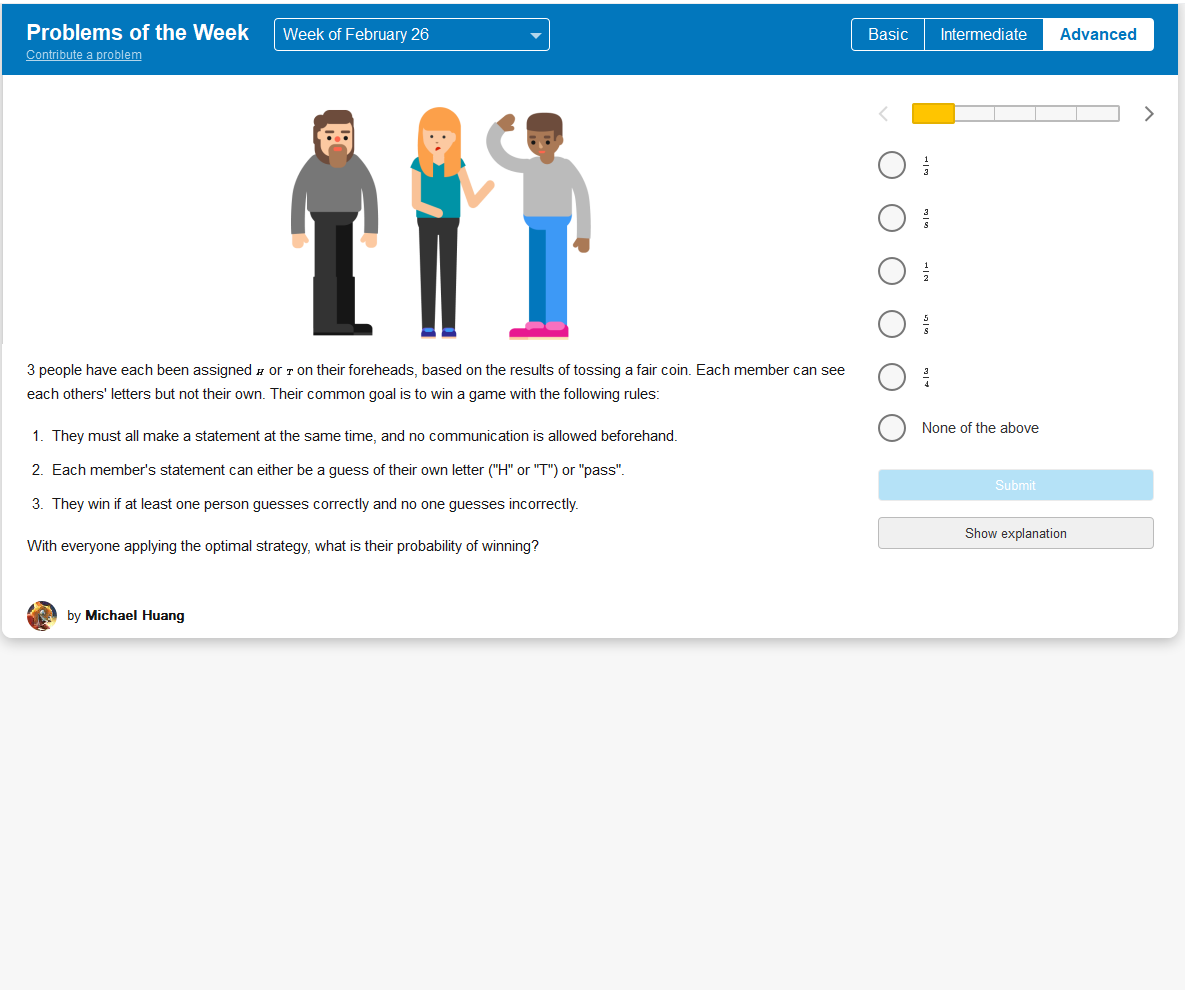 Problems of the Week
Contribute a problem
Week of February 26
Basic
Intermediate
Advanced
1/3
3/8
1/2
5/8
3/4
None of the above
Submit
Show explanation
3 people have each been assigned H or T on their foreheads, based on the results of tossing a fair coin. Each member can see
each others' letters but not their own. Their common goal is to win a game with the following rules:
1. They must all make a statement at the same time, and no communication is allowed beforehand.
2. Each member's statement can either be a guess of their own letter ("H" or "T") or "pass".
3. They win if at least one person guesses correctly and no one guesses incorrectly.
With everyone applying the optimal strategy, what is their probability of winning?
by Michael Huang